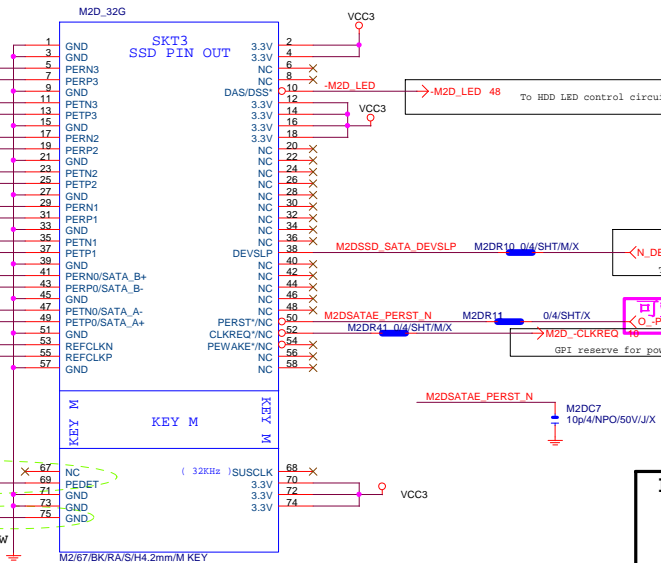 M2D_32G
VCC3
SKT3
SSD PIN OUT
1 GND 3.3V 2
3 GND 3.3V 4
5 PERN3 NC 6
7 PERP3 NC 8
9 GND DAS/DSS* 10 -M2D_LED -M2D_LED 48 To HDD LED control circui
11 PETN3 3.3V 12
13 PETP3 3.3V 14 VCC3
15 GND 3.3V 16
17 PERN2 3.3V 18
19 PERP2 NC 20
21 GND NC 22
23 PETN2 NC 24
25 PETP2 NC 26
27 GND NC 28
29 PERN1 NC 30
31 PERP1 NC 32
33 GND NC 34
35 PETN1 NC 36
37 PETP1 DEVSLP 38 M2DSSD_SATA_DEVSLP M2DR10 0/4/SHT/M/X N_DE
39 GND NC 40
41 PERN0/SATA_B+ NC 42
43 PERP0/SATA_B- NC 44
45 GND NC 46
47 PETN0/SATA_A- NC 48
49 PETP0/SATA_A+ PERST*/NC 50 M2DSATAE_PERST_N M2DR11 0/4/SHT/X O_-P
51 GND CLKREQ*/NC 52 M2DR41 0/4/SHT/M/X M2D_-CLKREQ
53 REFCLKN PEWAKE*/NC 54 GPI reserve for pow
55 REFCLKP NC 56
57 GND NC 58
M2DSATAE_PERST_N
KEY M KEY M KEY M
M2DC7
10p/4/NPO/50V/J/X
67 NC ( 32KHz )SUSCLK 68
69 PEDET 3.3V 70
71 GND 3.3V 72 VCC3
73 GND 3.3V 74
75 GND
w
M2/67/BK/RA/S/H4.2mm/M KEY